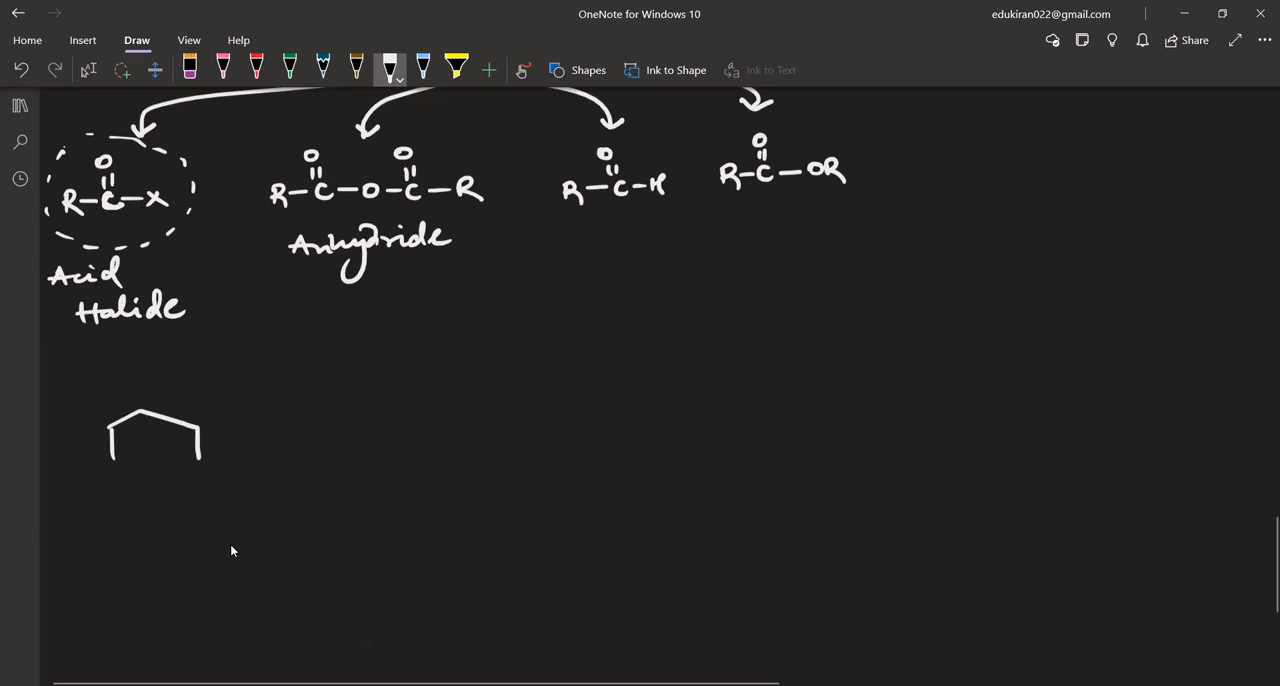 OneNote for Windows 10
edukiran022@gmail.com
Home Insert Draw View Help
Share
Shapes Ink to Shape Ink to Text
O O O O
R-C-X R-C-O-C-R R-C-H R-C-OR
O
Anhydride
Acid
Halide